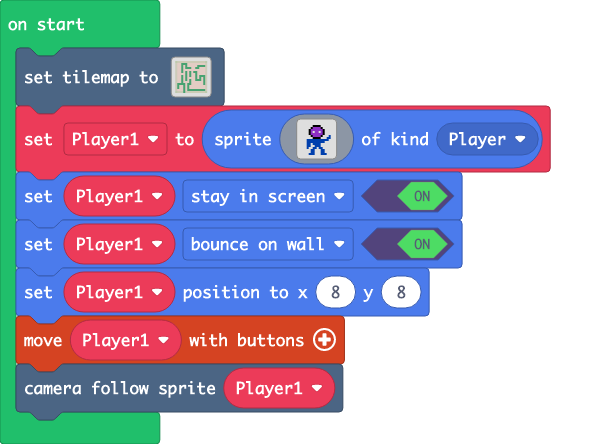 on start
set tilemap to
set Player1 to sprite of kind Player
set Player1 stay in screen ON
set Player1 bounce on wall ON
set Player1 position to x 8 y 8
move Player1 with buttons
camera follow sprite Player1